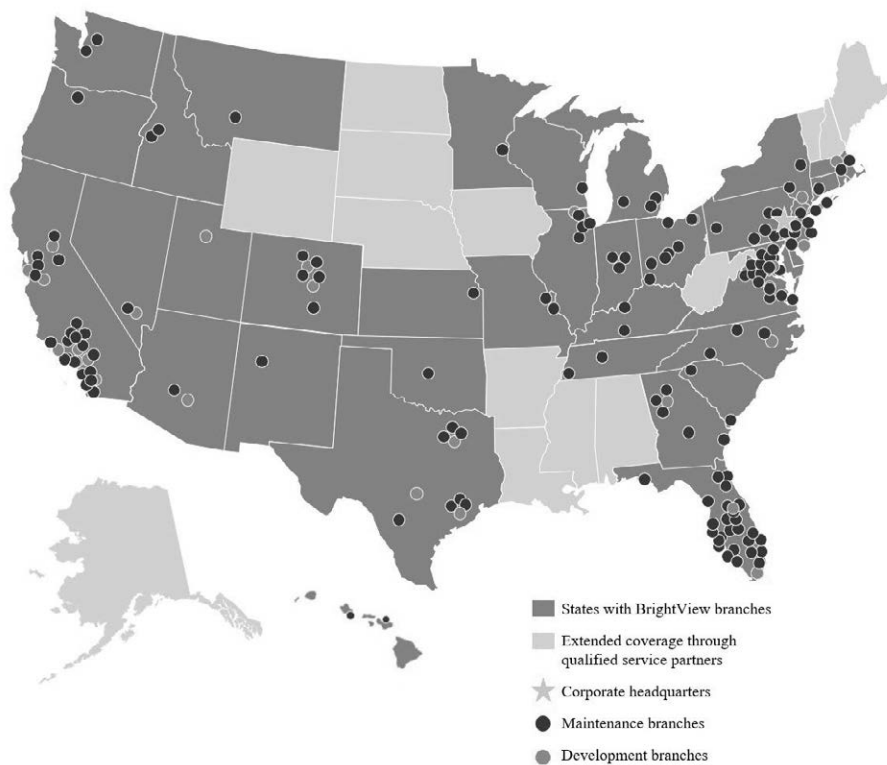 States with BrightView branches
Extended coverage through
qualified service partners
Corporate headquarters
Maintenance branches
Development branches